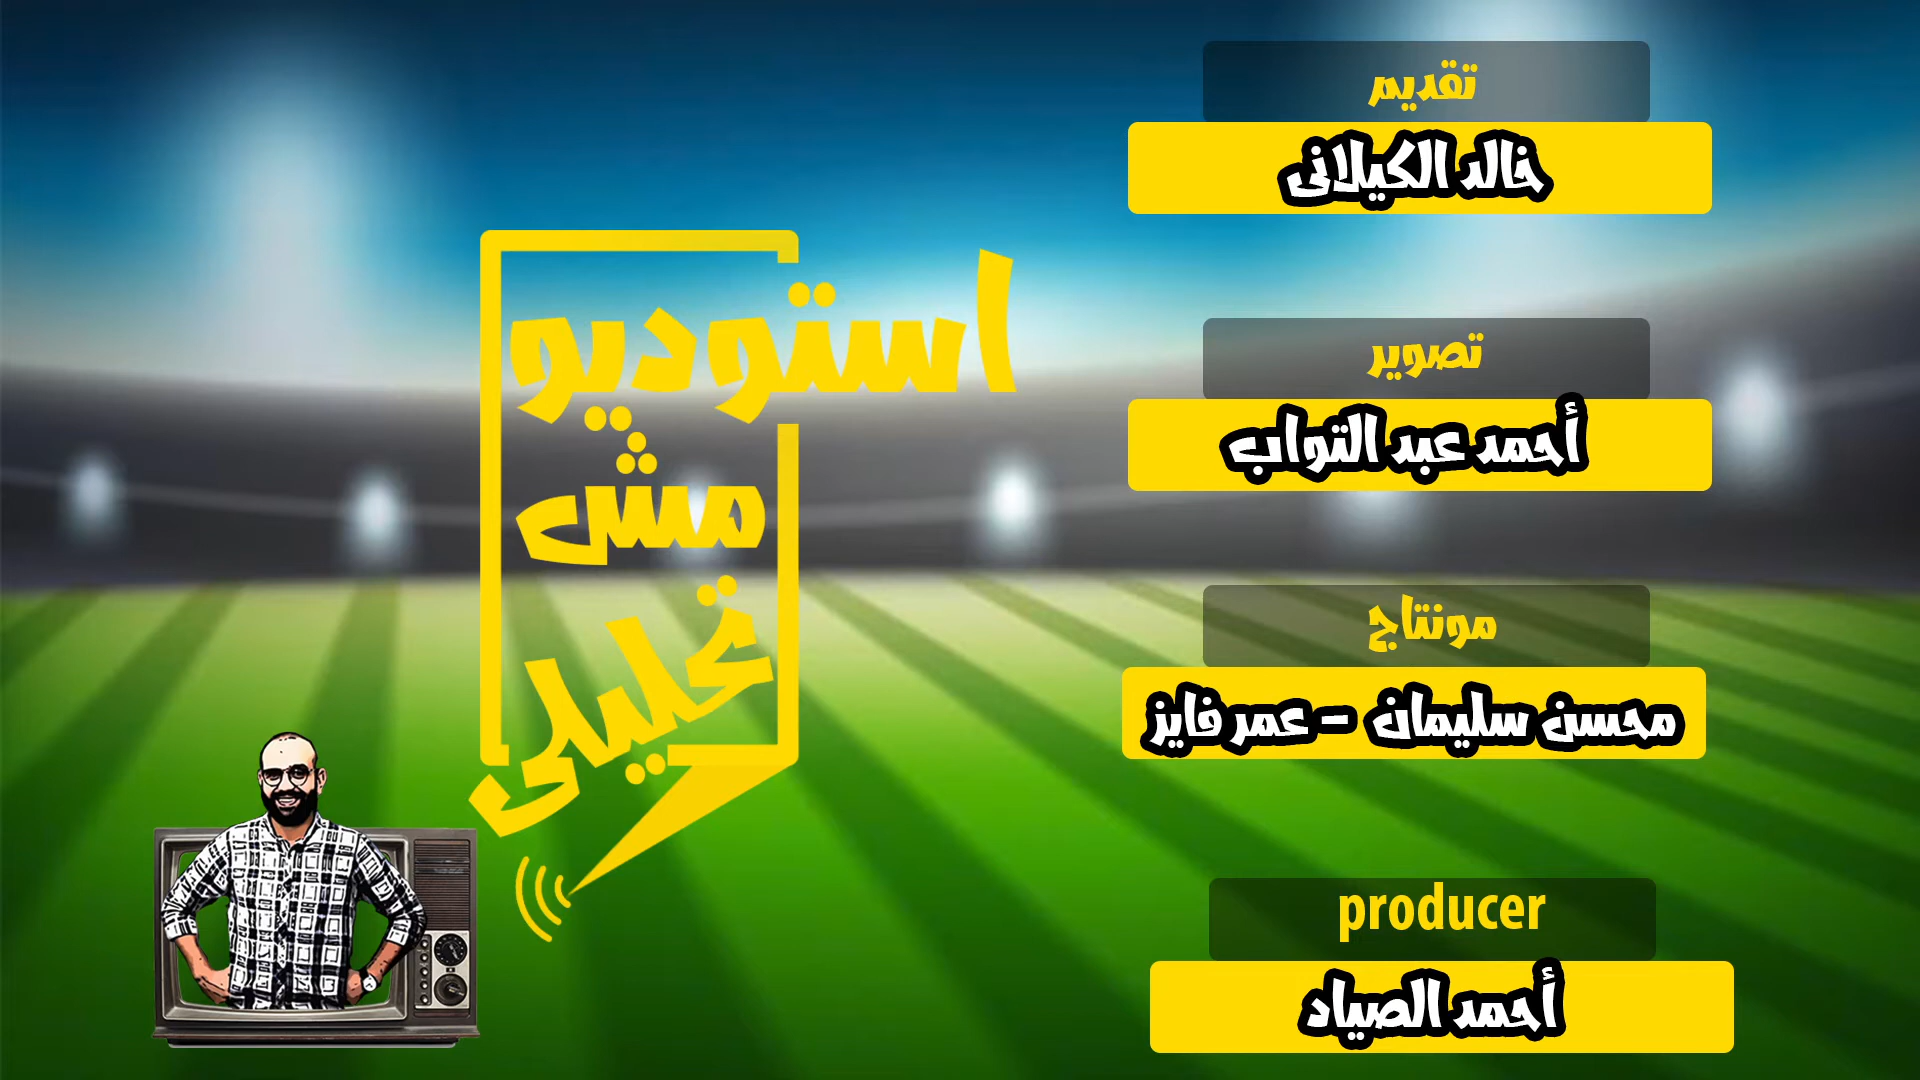 استوديو
مش
تحليلى
تقديم
خالد الكيلانى
تصوير
أحمد عبد التواب
مونتاج
محسن سليمان - عمر فايز
producer
أحمد الصياد